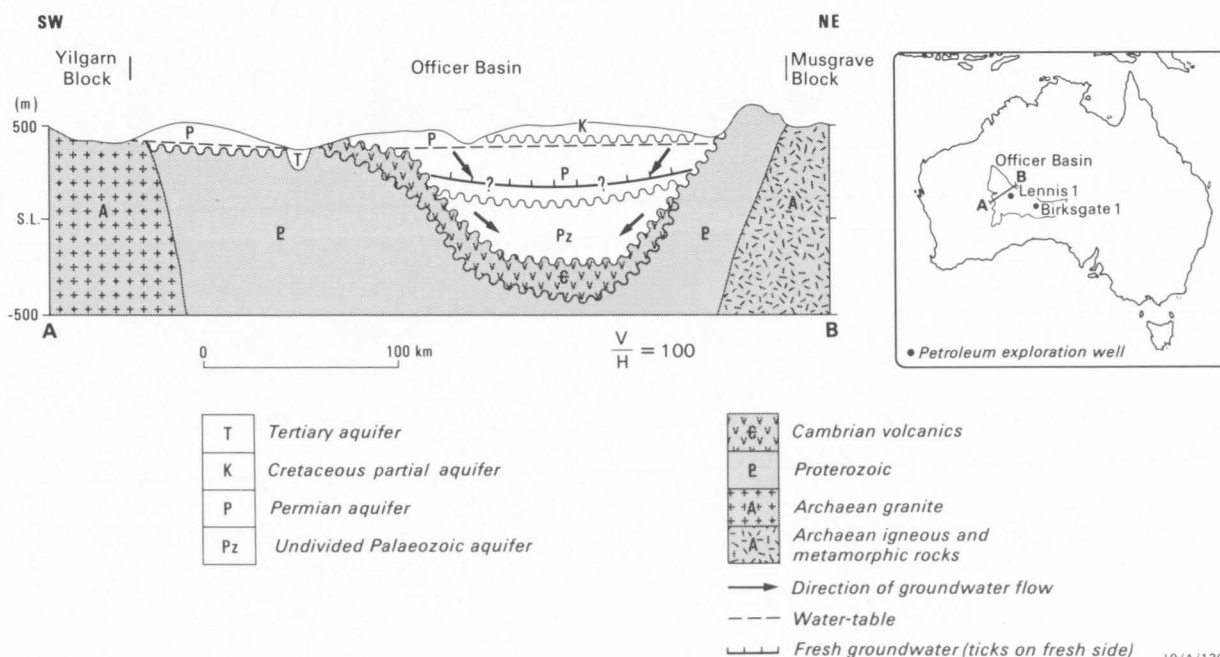 SW
NE
Yilgarn
Block
Officer Basin
Musgrave
Block
(m)
500
S.L.
-500
P
T
P
K
P
?
?
A
P
Pz
Є
P
A
A
B
0
100 km
V
H
= 100
Officer Basin
B
A
Lennis 1
Birksgate 1
• Petroleum exploration well
T Tertiary aquifer
K Cretaceous partial aquifer
P Permian aquifer
Pz Undivided Palaeozoic aquifer
Є Cambrian volcanics
P Proterozoic
A Archaean granite
A Archaean igneous and
metamorphic rocks
Direction of groundwater flow
Water-table
Fresh groundwater (ticks on fresh side)